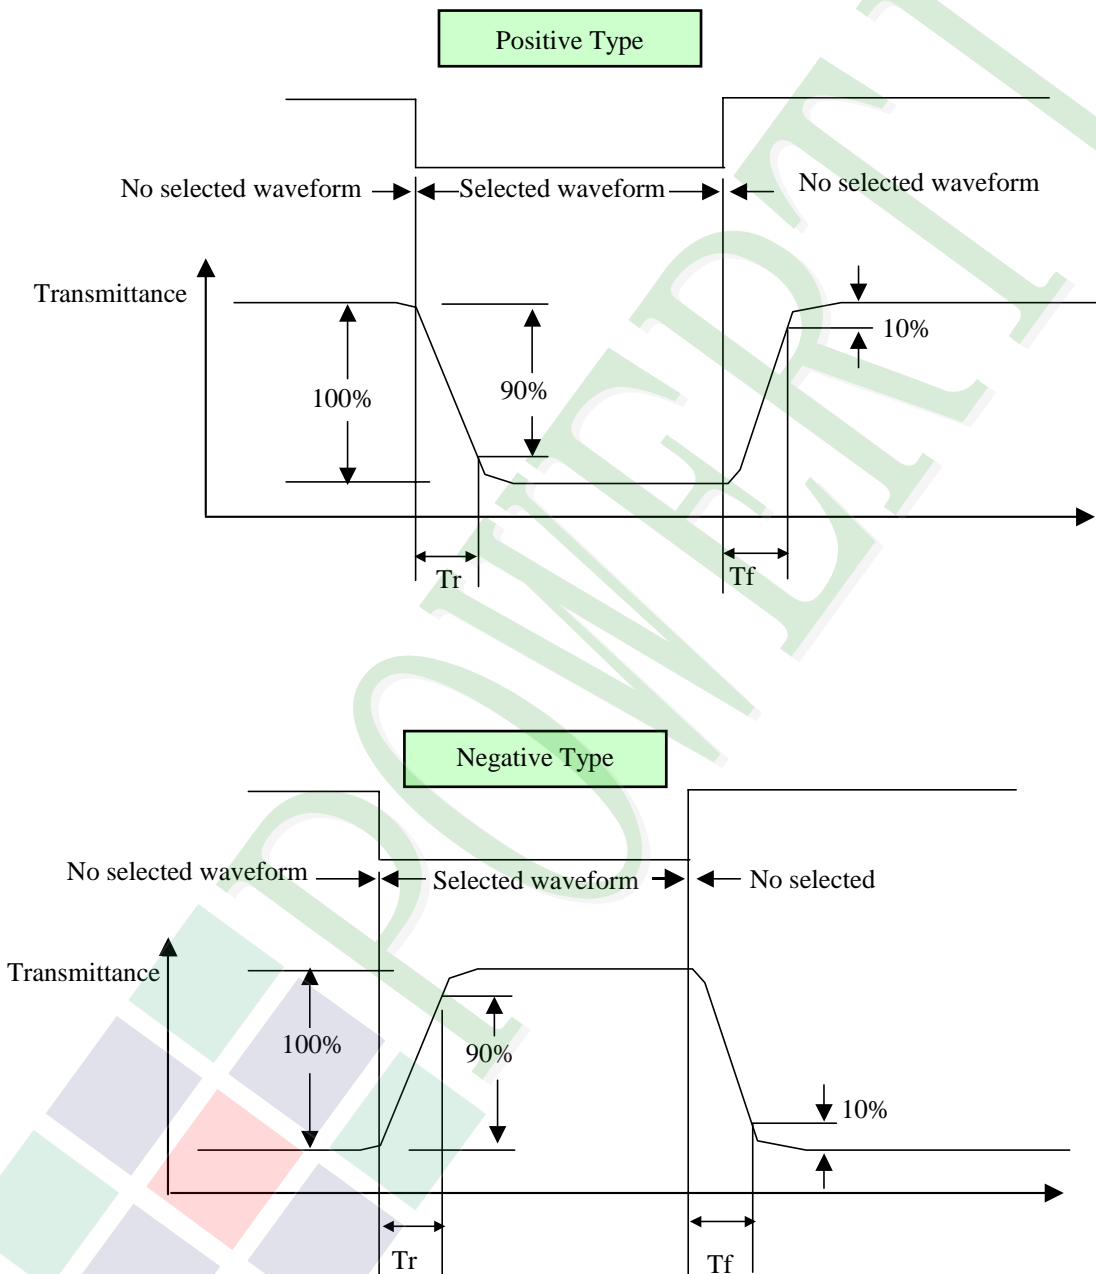 Positive Type
No selected waveform
Selected waveform
No selected waveform
Transmittance
10%
100%
90%
Tr
Tf
Negative Type
No selected waveform
Selected waveform
No selected
Transmittance
100%
90%
10%
Tr
Tf